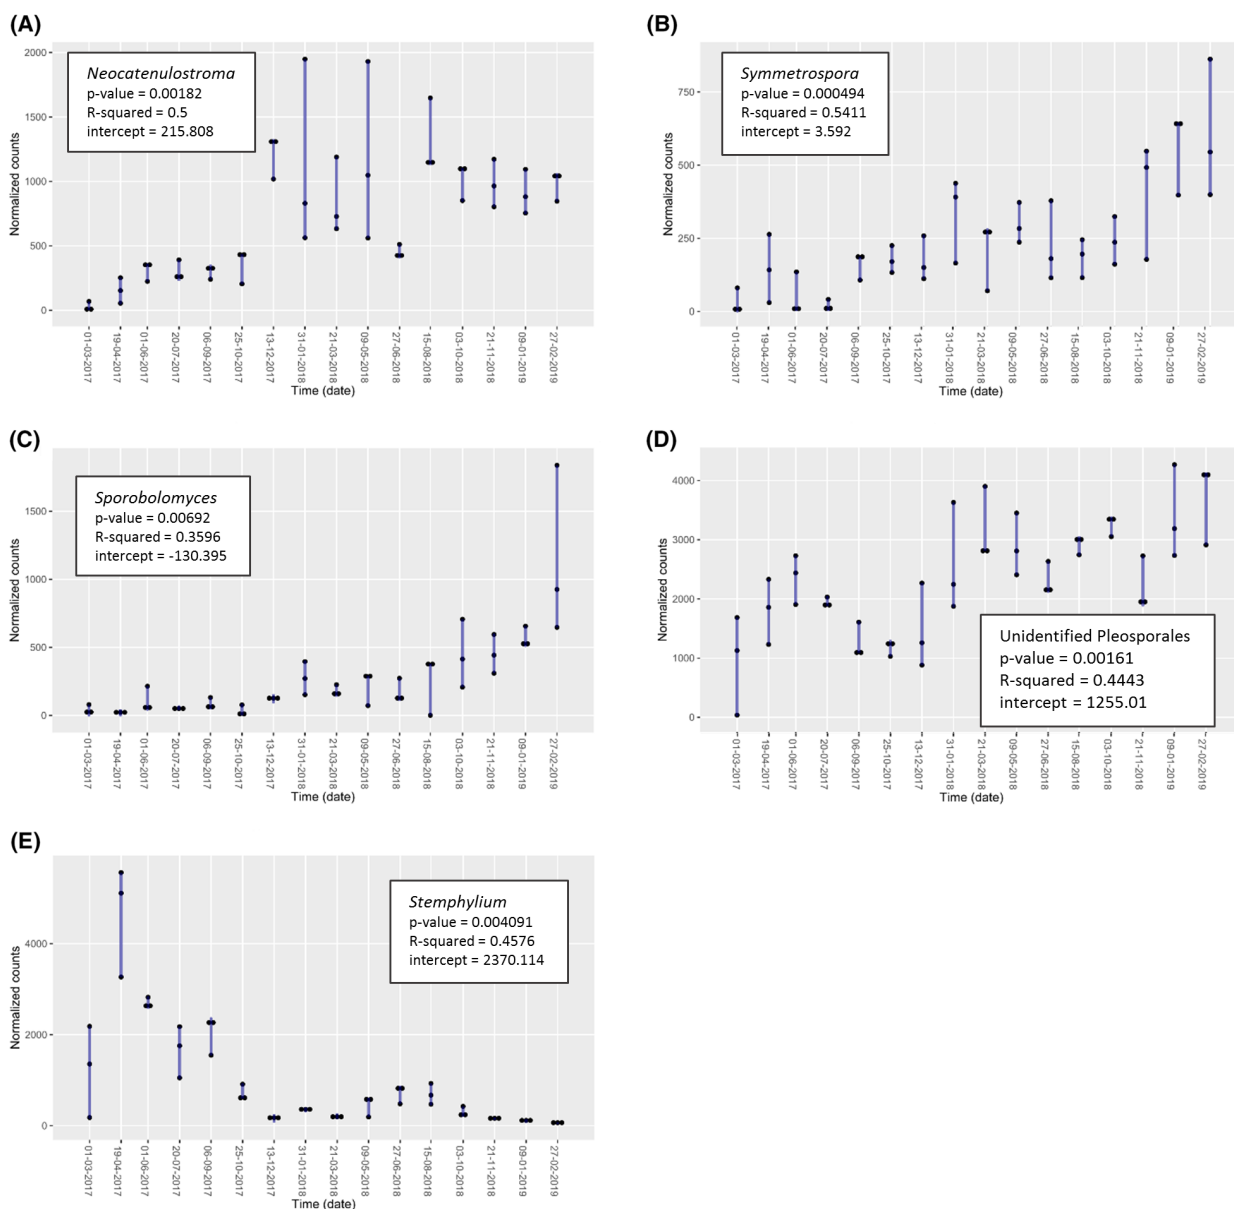 (A)
Neocatenulostroma
p-value = 0.00182
R-squared = 0.5
intercept = 215.808
Normalized counts
2000
1500
1000
500
0
01-03-2017
19-04-2017
01-06-2017
20-07-2017
06-09-2017
25-10-2017
13-12-2017
31-01-2018
21-03-2018
09-05-2018
27-06-2018
15-08-2018
03-10-2018
21-11-2018
09-01-2019
27-02-2019
Time (date)
(B)
Symmetrospora
p-value = 0.000494
R-squared = 0.5411
intercept = 3.592
Normalized counts
750
500
250
0
01-03-2017
19-04-2017
01-06-2017
20-07-2017
06-09-2017
25-10-2017
13-12-2017
31-01-2018
21-03-2018
09-05-2018
27-06-2018
15-08-2018
03-10-2018
21-11-2018
09-01-2019
27-02-2019
Time (date)
(C)
Sporobolomyces
p-value = 0.00692
R-squared = 0.3596
intercept = -130.395
Normalized counts
1500
1000
500
0
01-03-2017
19-04-2017
01-06-2017
20-07-2017
06-09-2017
25-10-2017
13-12-2017
31-01-2018
21-03-2018
09-05-2018
27-06-2018
15-08-2018
03-10-2018
21-11-2018
09-01-2019
27-02-2019
Time (date)
(D)
Unidentified Pleosporales
p-value = 0.00161
R-squared = 0.4443
intercept = 1255.01
Normalized counts
4000
3000
2000
1000
0
01-03-2017
19-04-2017
01-06-2017
20-07-2017
06-09-2017
25-10-2017
13-12-2017
31-01-2018
21-03-2018
09-05-2018
27-06-2018
15-08-2018
03-10-2018
21-11-2018
09-01-2019
27-02-2019
Time (date)
(E)
Stemphylium
p-value = 0.004091
R-squared = 0.4576
intercept = 2370.114
Normalized counts
4000
2000
0
01-03-2017
19-04-2017
01-06-2017
20-07-2017
06-09-2017
25-10-2017
13-12-2017
31-01-2018
21-03-2018
09-05-2018
27-06-2018
15-08-2018
03-10-2018
21-11-2018
09-01-2019
27-02-2019
Time (date)